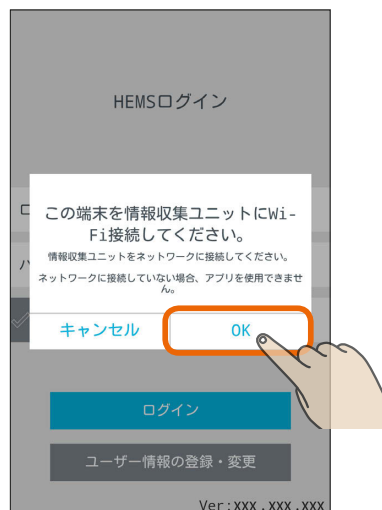 HEMSログイン
ロ
この端末を情報収集ユニットにWi-
Fi接続してください。
情報収集ユニットをネットワークに接続してください。
ネットワークに接続していない場合、アプリを使用できませ
ん。
パ
キャンセル
OK
ログイン
ユーザー情報の登録・変更
Ver:XXX.XXX.XXX